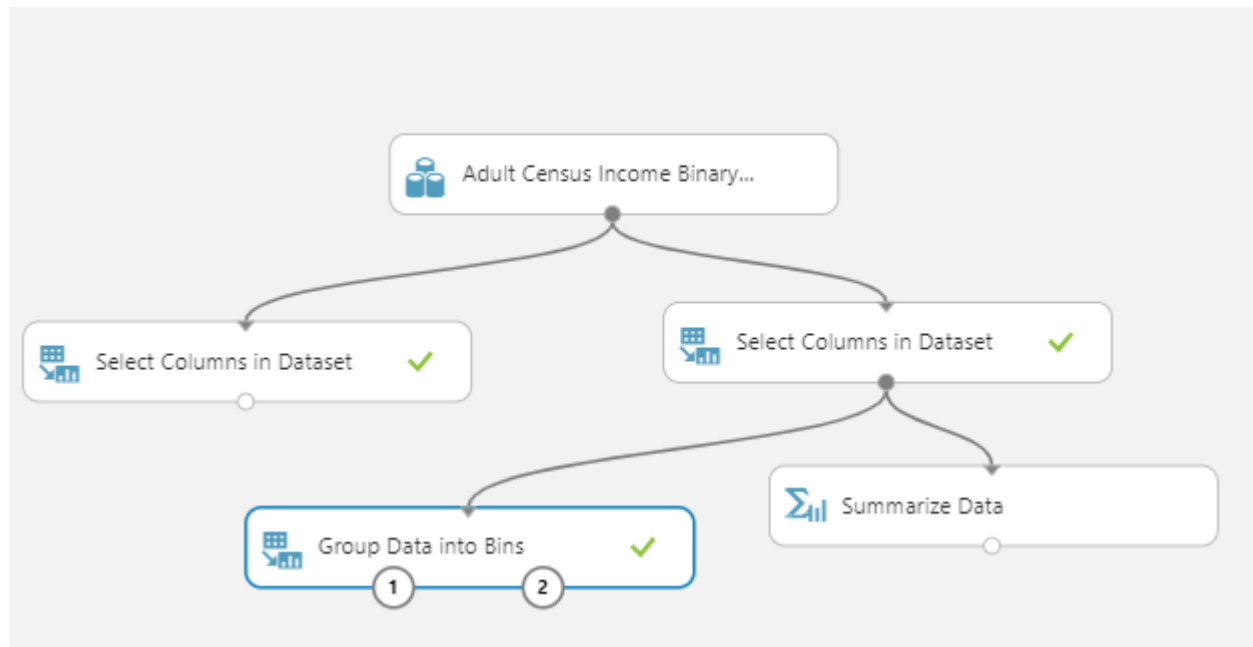 Adult Census Income Binary...
Select Columns in Dataset
Select Columns in Dataset
Group Data into Bins
Summarize Data
1
2